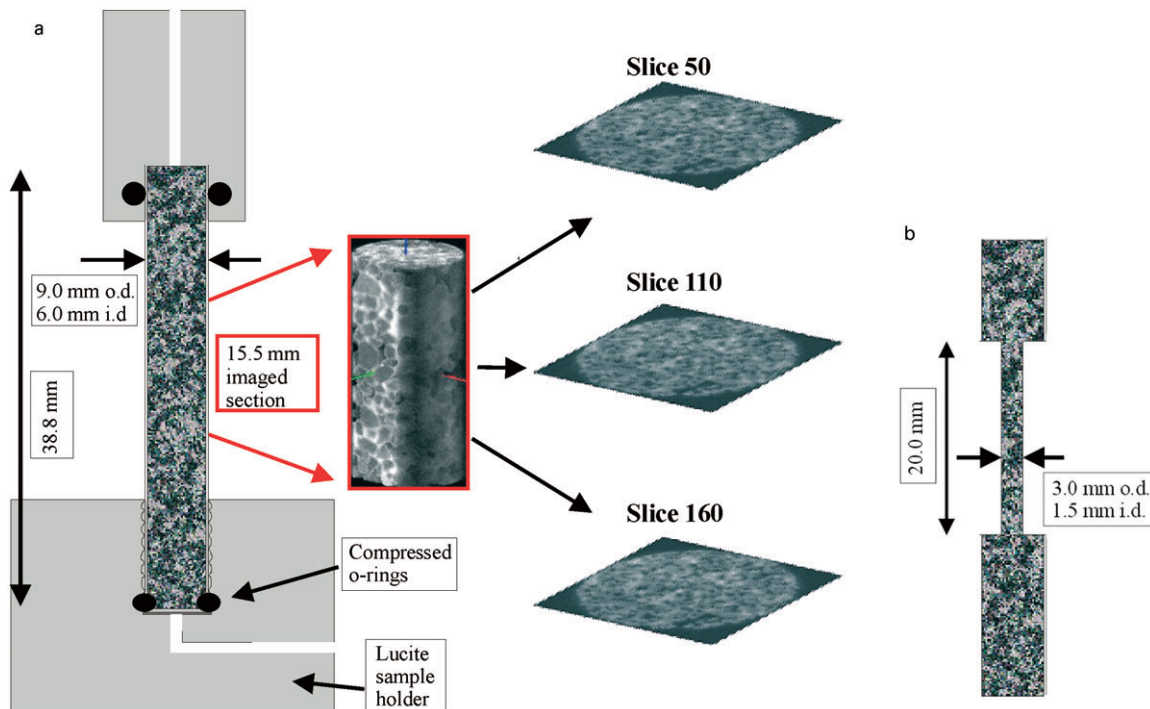 a
Slice 50
9.0 mm o.d.
6.0 mm i.d
38.8 mm
15.5 mm
imaged
section
Slice 110
Slice 160
Compressed
o-rings
Lucite
sample
holder
b
20.0 mm
3.0 mm o.d.
1.5 mm i.d.